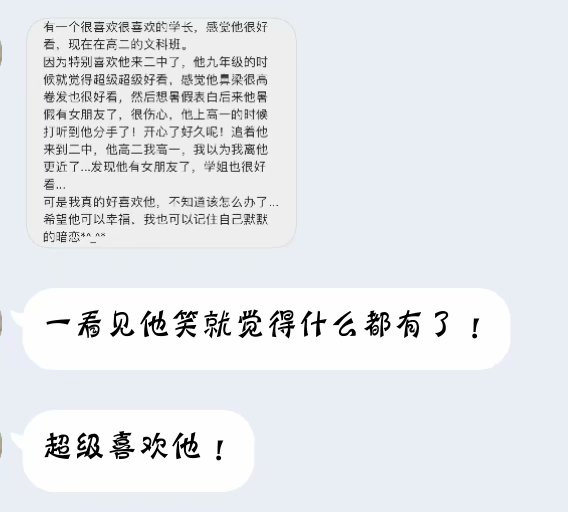 有一个很喜欢很喜欢的学长，感觉他很好
看，现在在高二的文科班。
因为特别喜欢他来二中了，他九年级的时
候就觉得超级超级好看，感觉他鼻梁很高
卷发也很好看，然后想暑假表白后来他暑
假有女朋友了，很伤心，他上高一的时候
打听到他分手了！开心了好久呢！追着他
来到二中，他高二我高一，我以为我离他
更近了...发现他有女朋友了，学姐也很好
看...
可是我真的好喜欢他，不知道该怎么办了...
希望他可以幸福、我也可以记住自己默默
的暗恋*^_^*
一看见他笑就觉得什么都有了！
超级喜欢他！